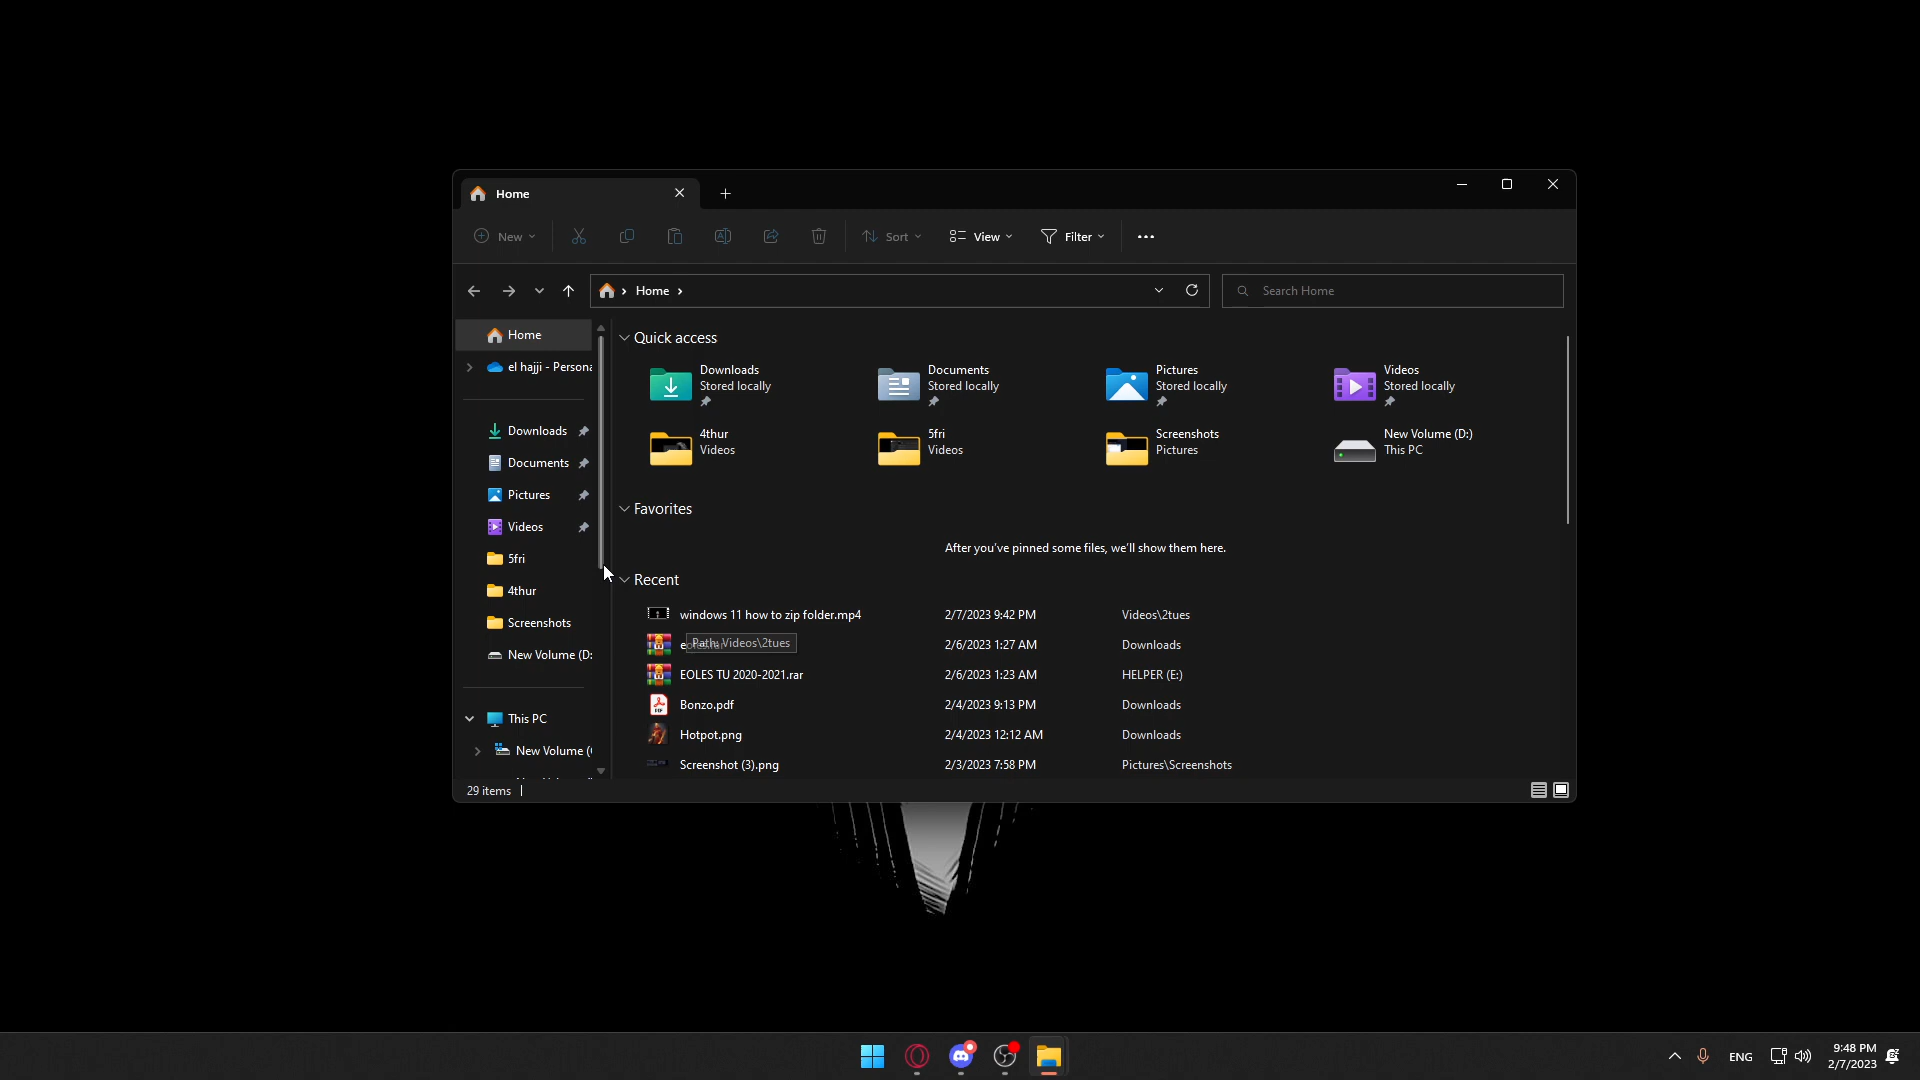 Home
New
Sort
View
Filter
Home
Search Home
Home
el hajji - Persona
Downloads
Documents
Pictures
Videos
5fri
4thur
Screenshots
New Volume (D:
This PC
New Volume (
Quick access
Downloads
Stored locally
Documents
Stored locally
Pictures
Stored locally
Videos
Stored locally
4thur
Videos
5fri
Videos
Screenshots
Pictures
New Volume (D:)
This PC
Favorites
After you've pinned some files, we'll show them here.
Recent
windows 11 how to zip folder.mp4 2/7/2023 9:42 PM Videos\2tues
Path: Videos\2tues
2/6/2023 1:27 AM Downloads
EOLES TU 2020-2021.rar 2/6/2023 1:23 AM HELPER (E:)
Bonzo.pdf 2/4/2023 9:13 PM Downloads
Hotpot.png 2/4/2023 12:12 AM Downloads
Screenshot (3).png 2/3/2023 7:58 PM Pictures\Screenshots
29 items
ENG
9:48 PM
2/7/2023